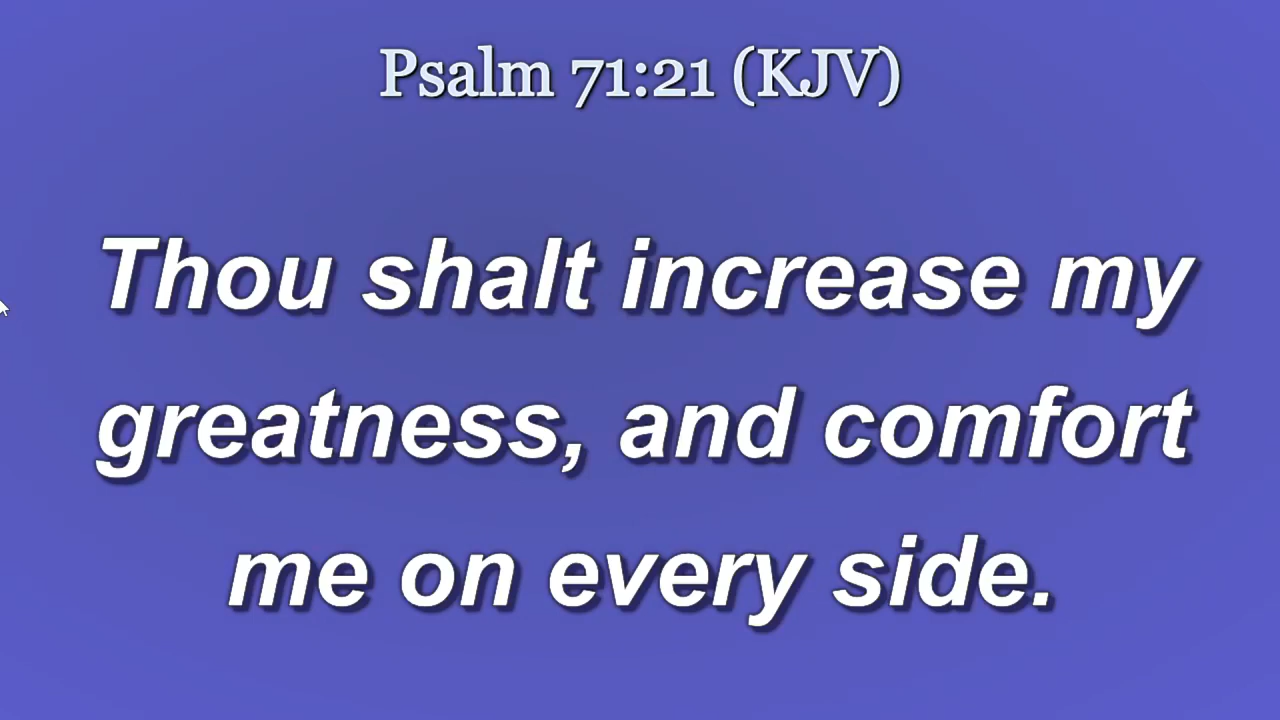 Psalm 71:21 (KJV)
Thou shalt increase my
greatness, and comfort
me on every side.